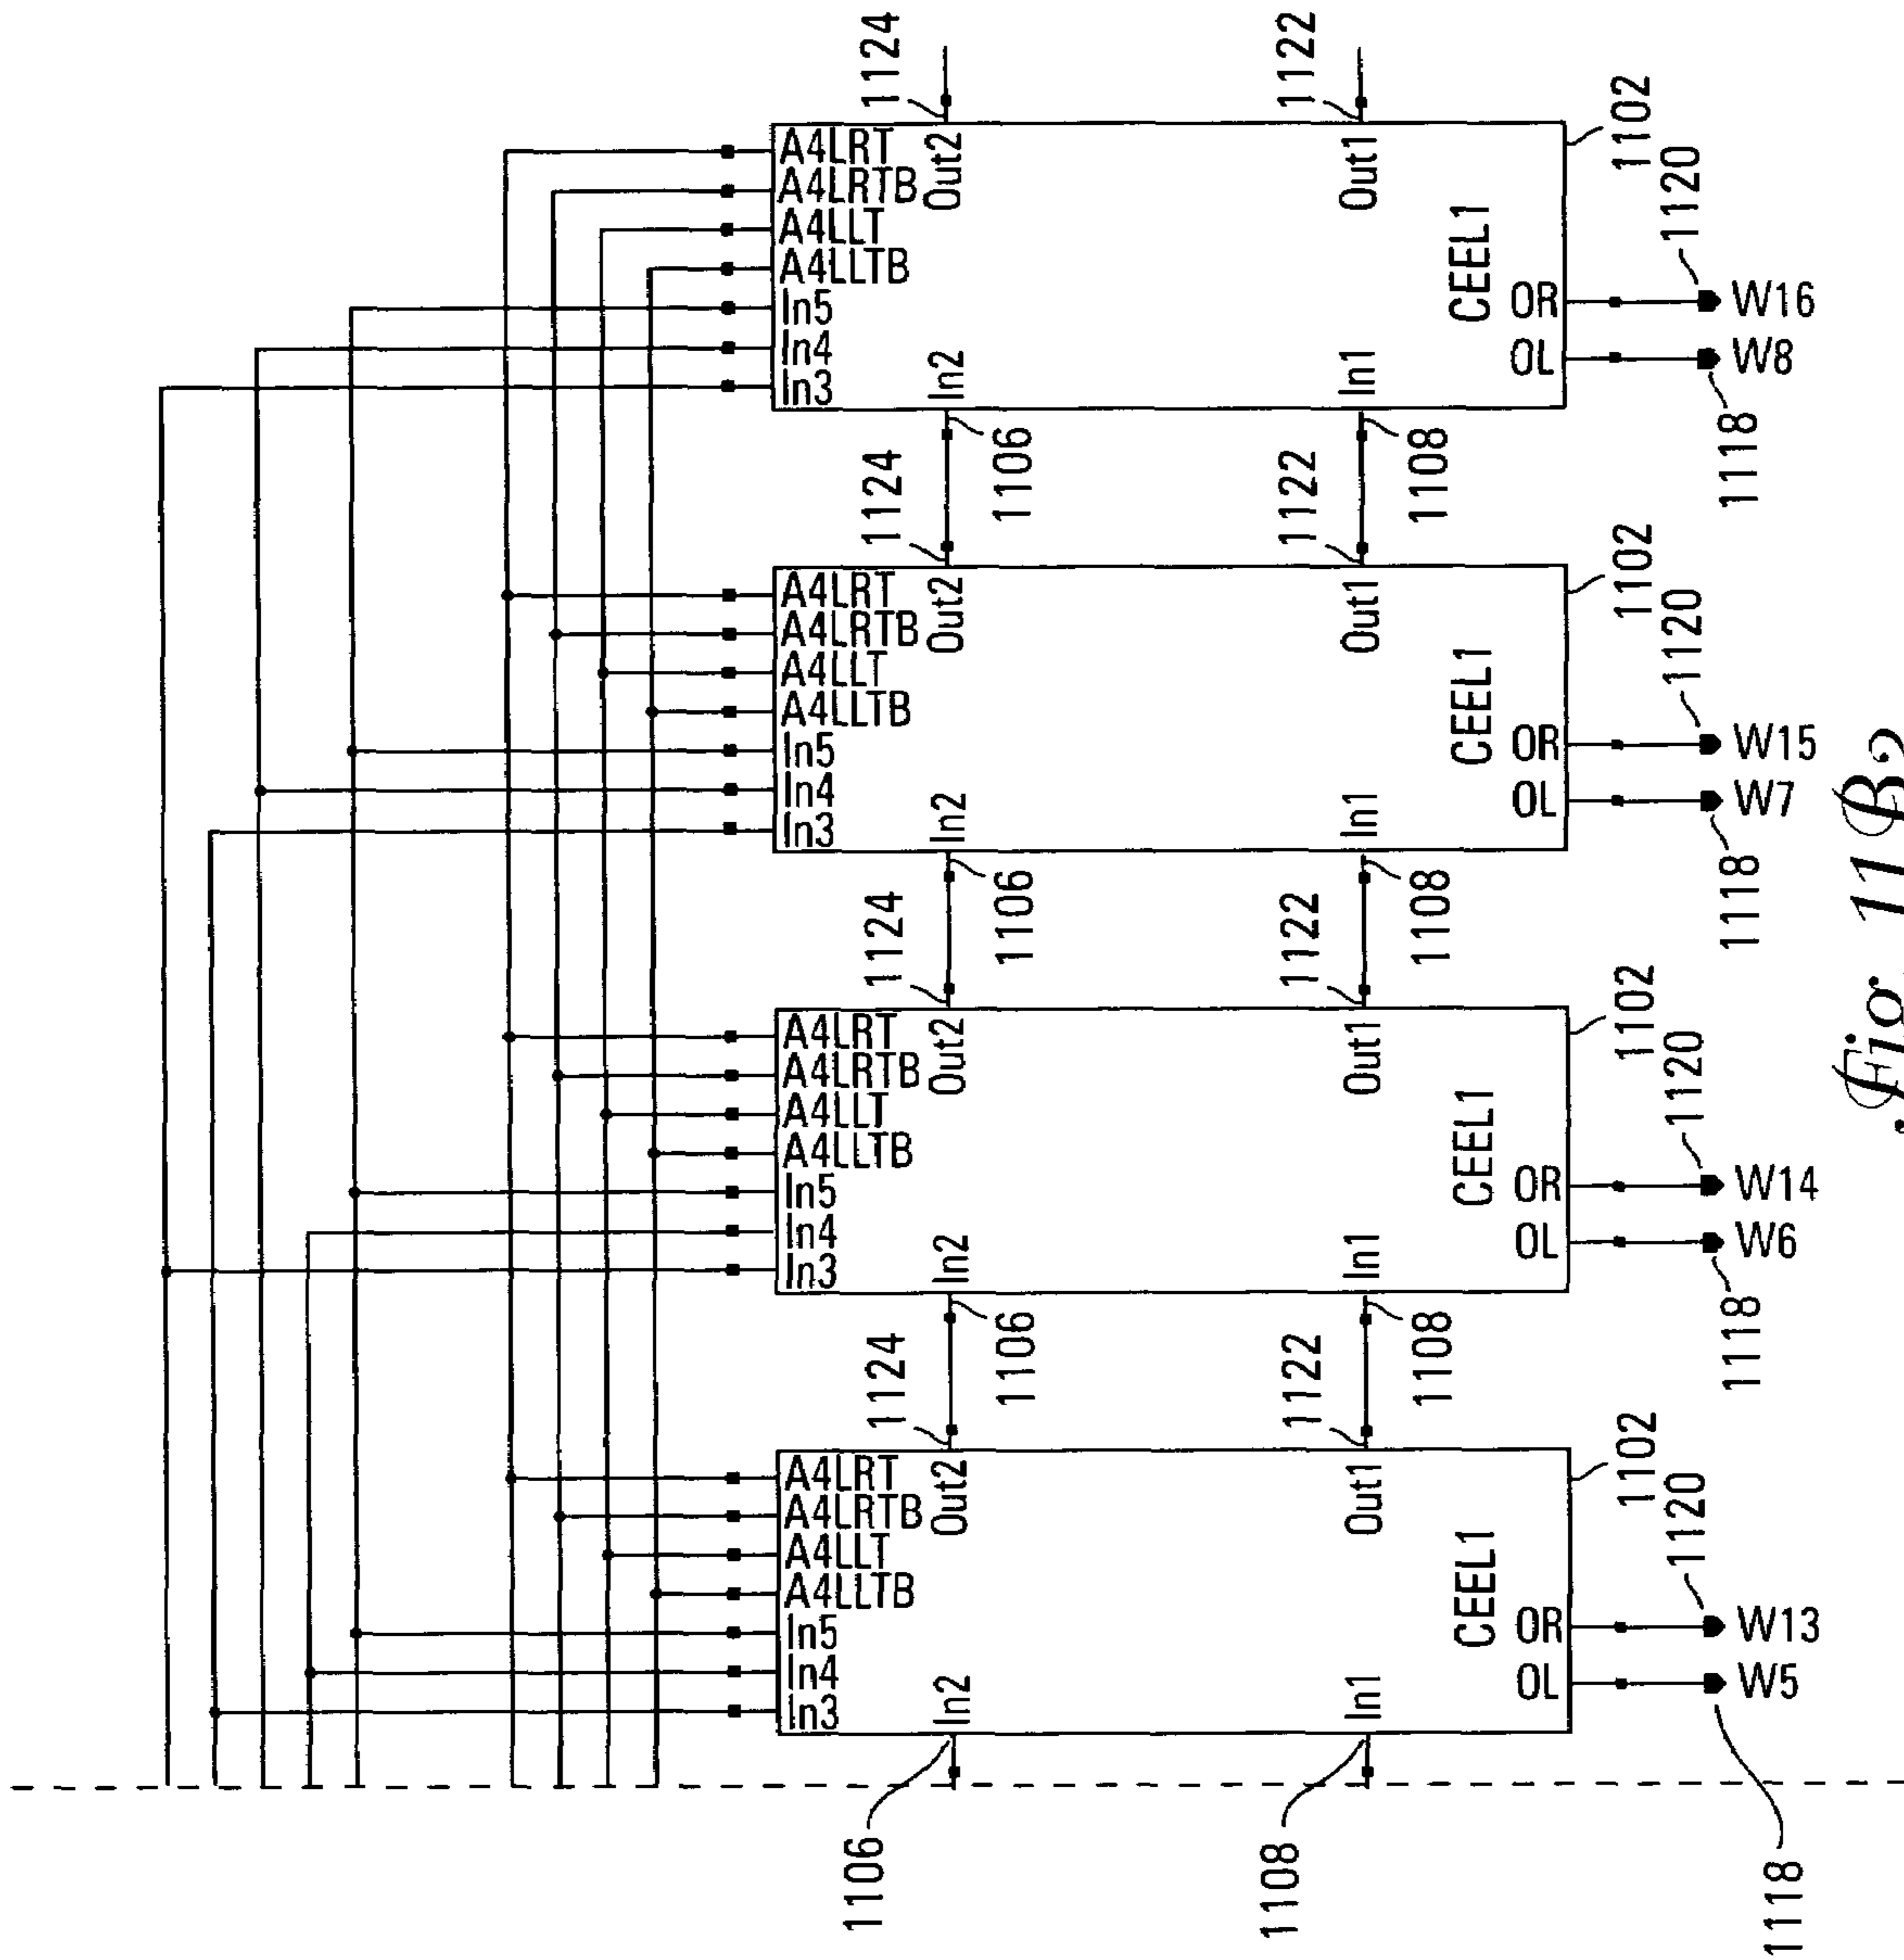 1124
1122
A4LRT
A4LRTB
A4LLT
A4LLTB
In5
In4
In3
Out2
Out1
In2
In1
CEEL1
OR
OL
1102
1120
W16
W8
1118
1106
1108
1124
1122
A4LRT
A4LRTB
A4LLT
A4LLTB
In5
In4
In3
Out2
Out1
In2
In1
CEEL1
OR
OL
1102
1120
W15
W7
1118
1106
1108
1124
1122
A4LRT
A4LRTB
A4LLT
A4LLTB
In5
In4
In3
Out2
Out1
In2
In1
CEEL1
OR
OL
1102
1120
W14
W6
1118
1106
1108
1124
1122
A4LRT
A4LRTB
A4LLT
A4LLTB
In5
In4
In3
Out2
Out1
In2
In1
CEEL1
OR
OL
1102
1120
W13
W5
1118
1106
1108
Fig. 11B2